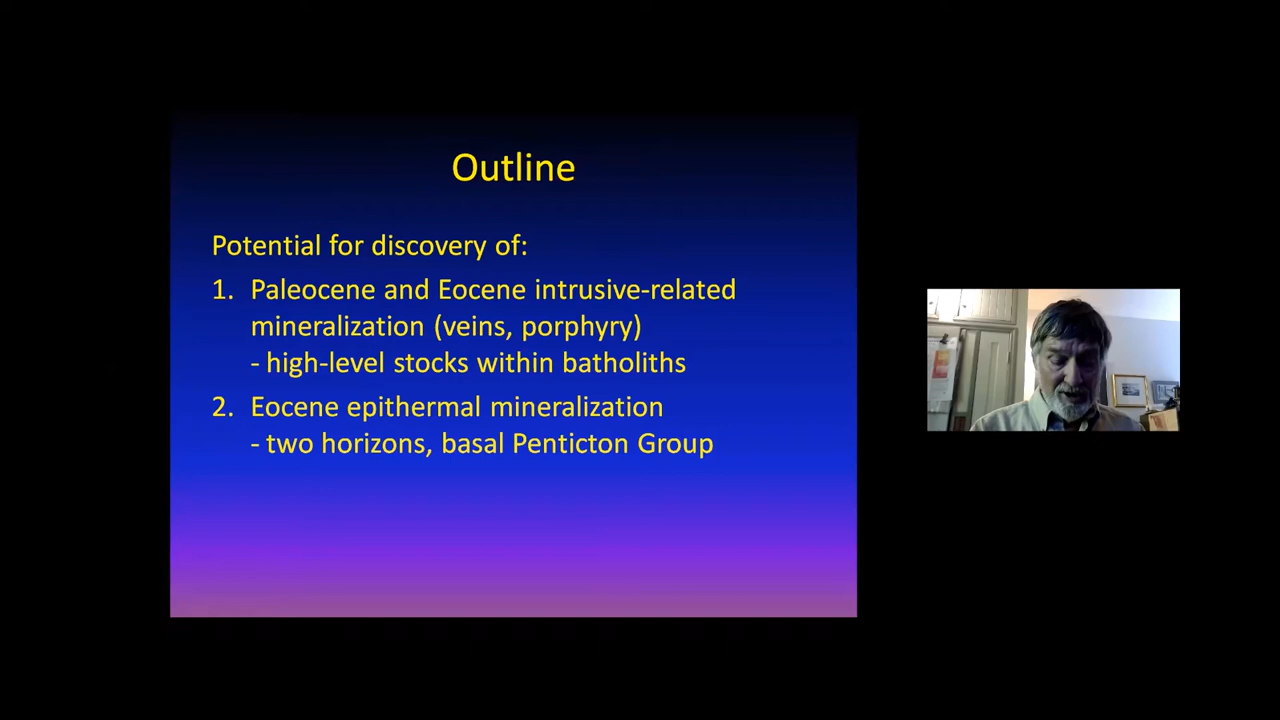 Outline
Potential for discovery of:
1. Paleocene and Eocene intrusive-related
mineralization (veins, porphyry)
- high-level stocks within batholiths
2. Eocene epithermal mineralization
- two horizons, basal Penticton Group